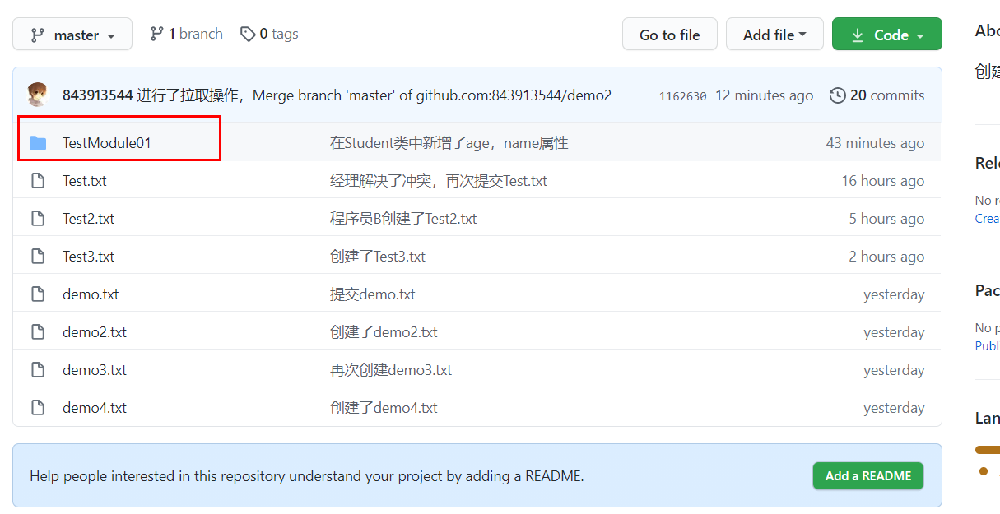 master 1 branch 0 tags Go to file Add file Code
843913544 进行了拉取操作，Merge branch 'master' of github.com:843913544/demo2 1162630 12 minutes ago 20 commits
TestModule01 在Student类中新增了age，name属性 43 minutes ago
Test.txt 经理解决了冲突，再次提交Test.txt 16 hours ago
Test2.txt 程序员B创建了Test2.txt 5 hours ago
Test3.txt 创建了Test3.txt 2 hours ago
demo.txt 提交demo.txt yesterday
demo2.txt 创建了demo2.txt yesterday
demo3.txt 再次创建demo3.txt yesterday
demo4.txt 创建了demo4.txt yesterday
Help people interested in this repository understand your project by adding a README. Add a README
Abo
创建
Rele
No re
Crea
Pac
No p
Publ
Lan